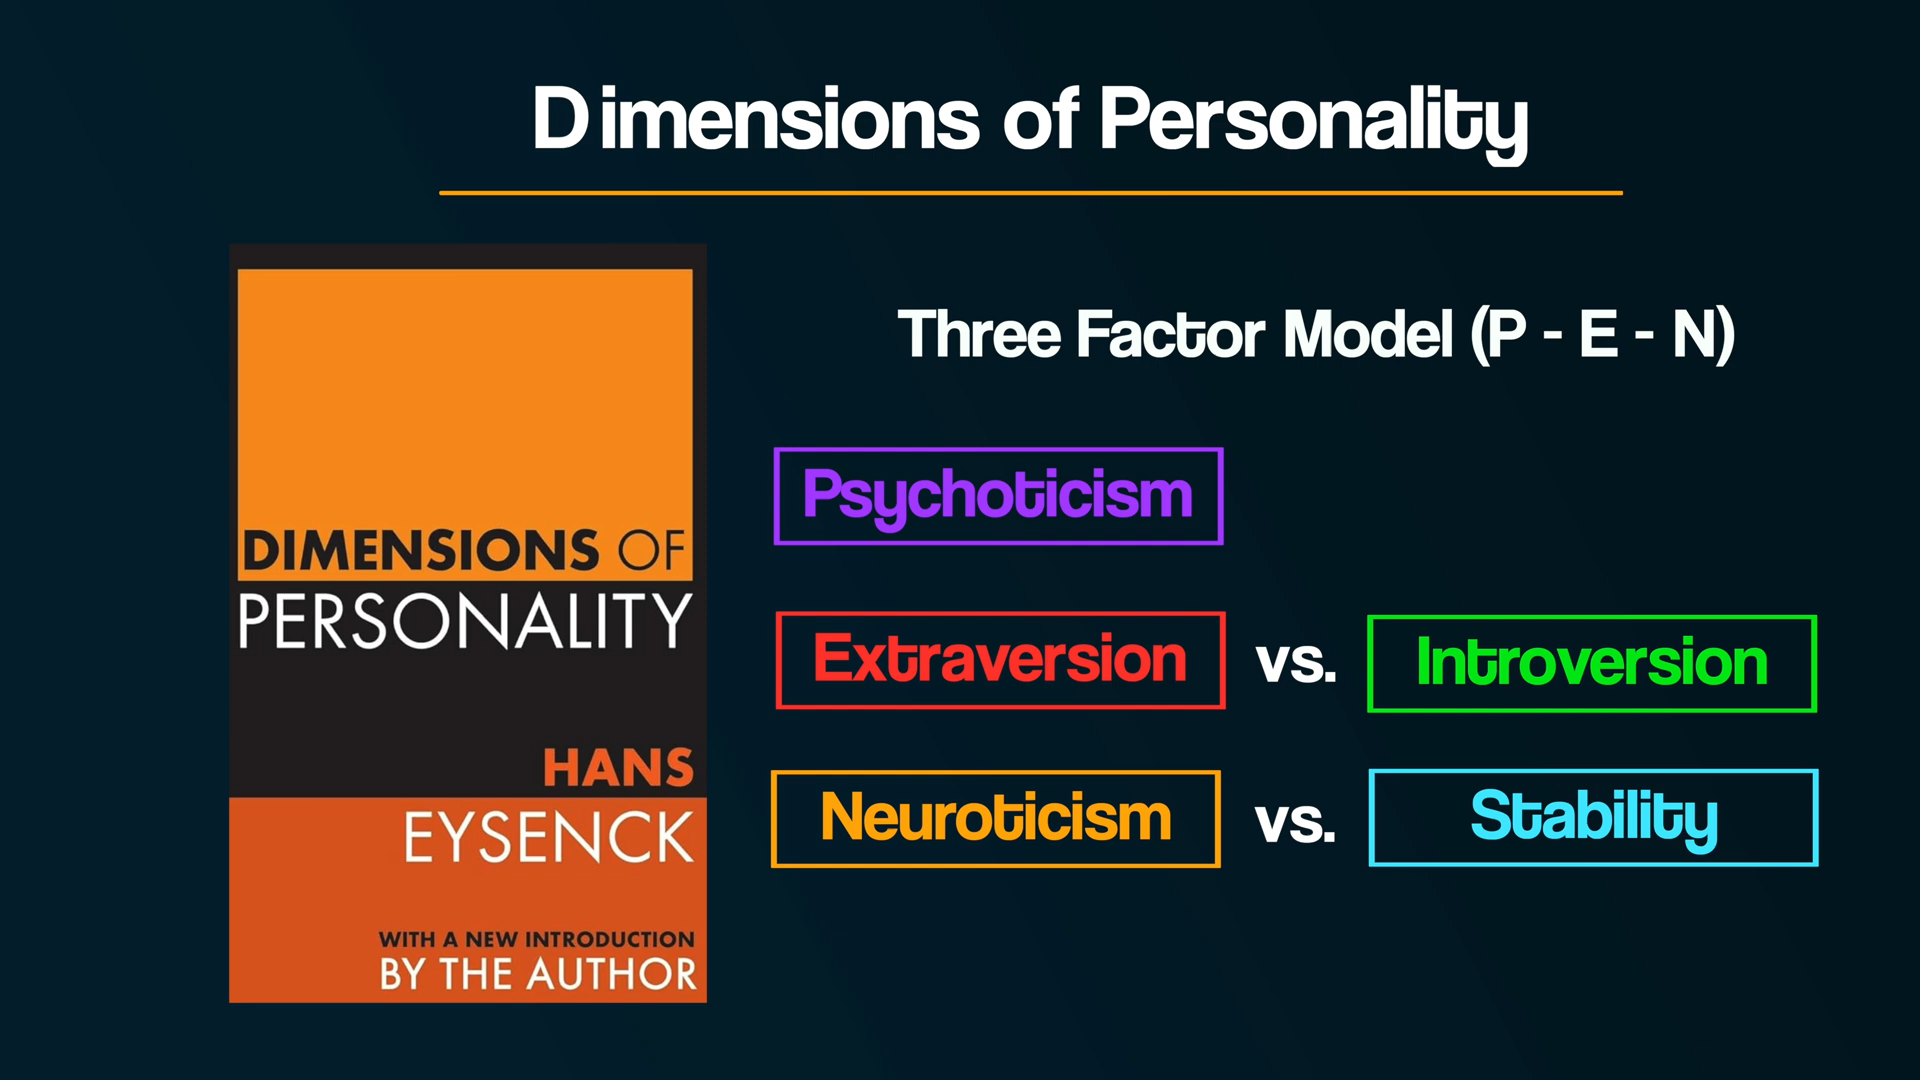 Dimensions of Personality
DIMENSIONS OF
PERSONALITY
HANS
EYSENCK
WITH A NEW INTRODUCTION
BY THE AUTHOR
Three Factor Model (P - E - N)
Psychoticism
Extraversion vs. Introversion
Neuroticism vs. Stability